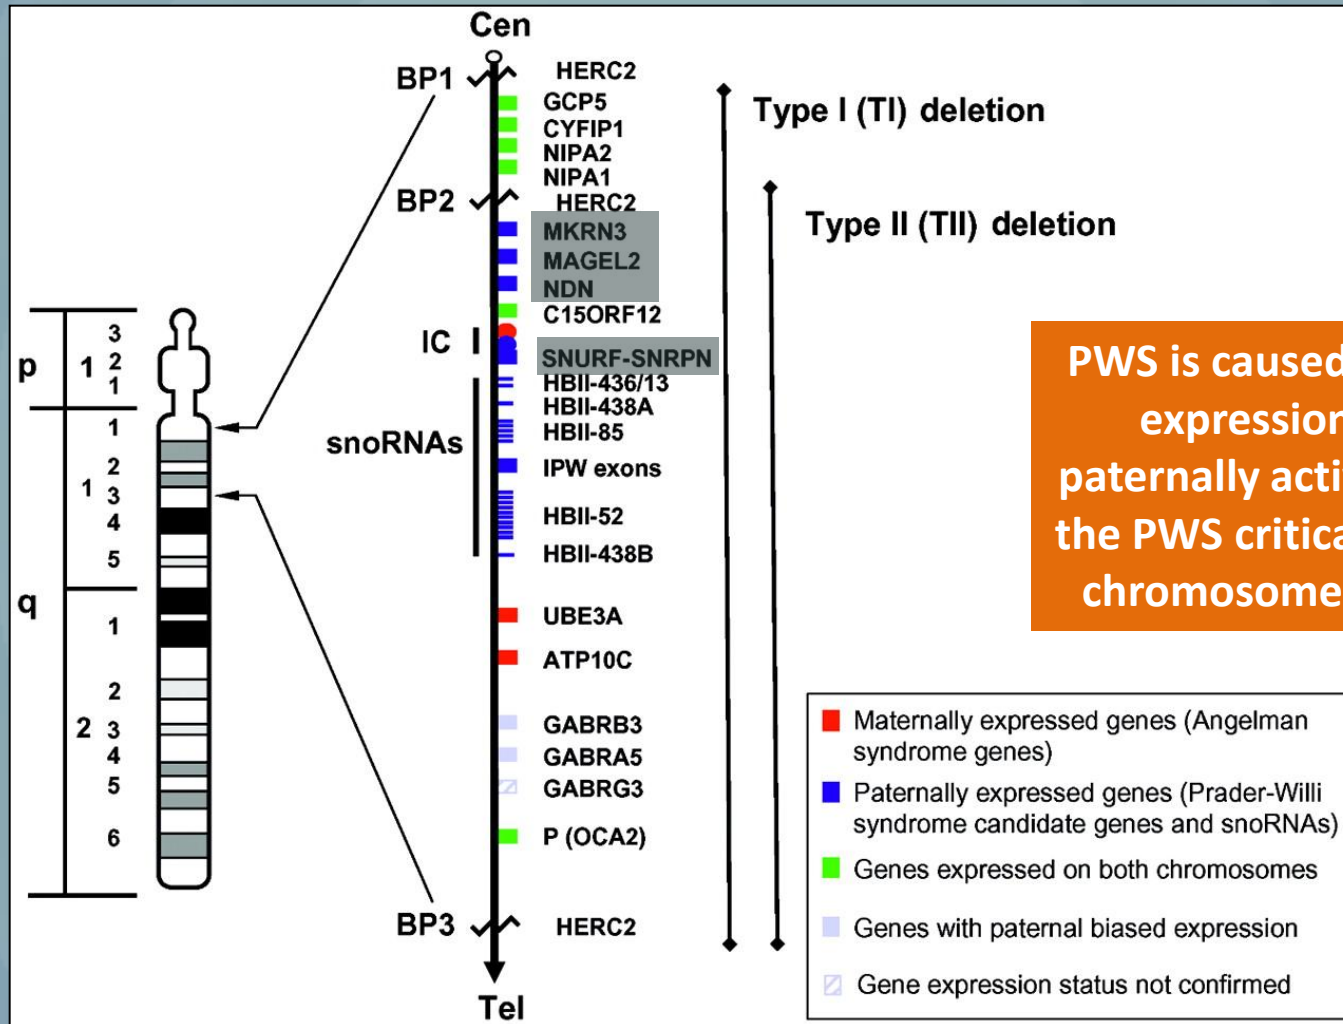 Cen
BP1
HERC2
GCP5
CYFIP1
NIPA2
NIPA1
BP2
HERC2
MKRN3
MAGEL2
NDN
C15ORF12
IC
SNURF-SNRPN
HBII-436/13
HBII-438A
HBII-85
snoRNAs
IPW exons
HBII-52
HBII-438B
UBE3A
ATP10C
GABRB3
GABRA5
GABRG3
P (OCA2)
BP3
HERC2
Tel
Type I (TI) deletion
Type II (TII) deletion
p
1
3
2
1
q
1
1
2
3
4
5
2
1
2
3
4
5
6
PWS is caused
expression
paternally acti
the PWS critica
chromosome
Maternally expressed genes (Angelman
syndrome genes)
Paternally expressed genes (Prader-Willi
syndrome candidate genes and snoRNAs)
Genes expressed on both chromosomes
Genes with paternal biased expression
Gene expression status not confirmed